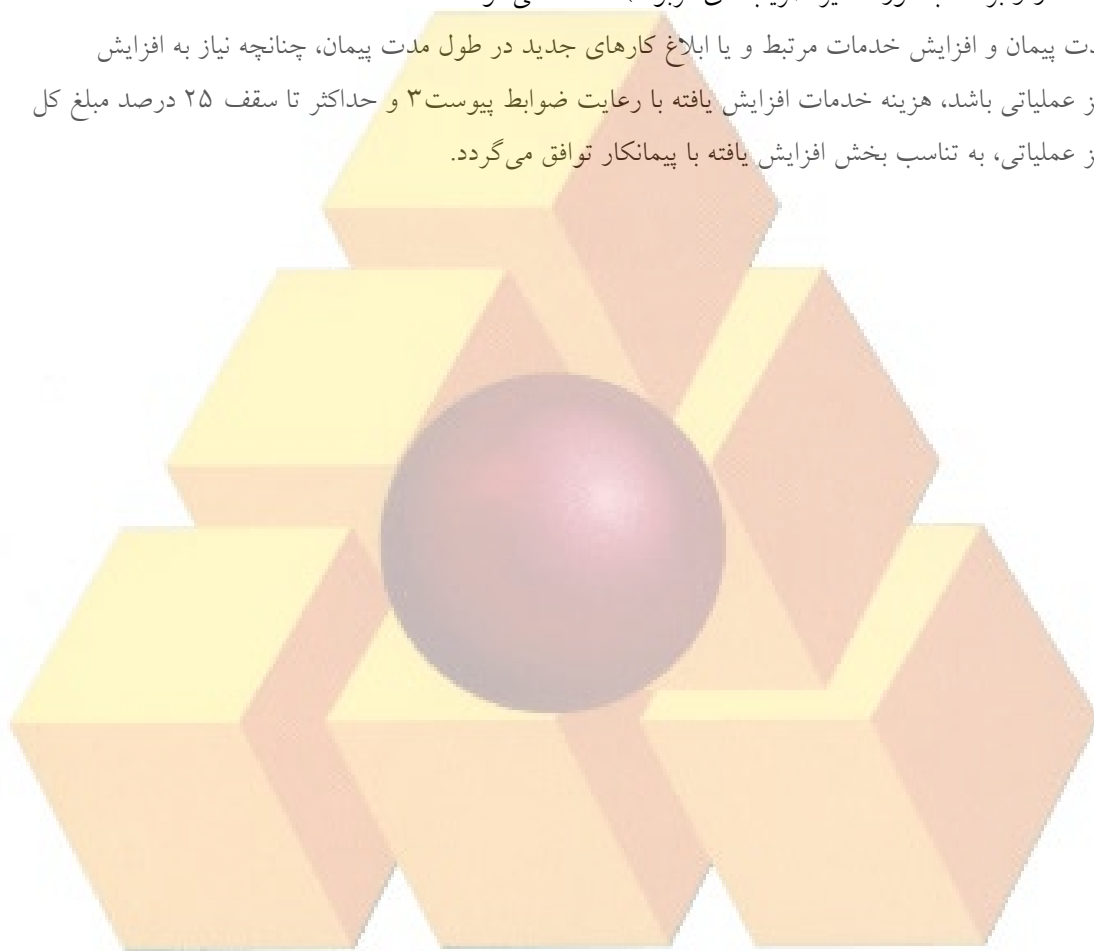 پیمان و افزایش خدمات مرتبط و یا ابلاغ کارهای جدید در طول مدت پیمان، چنانچه نیاز به افزایش
عملیاتی باشد، هزینه خدمات افزایش یافته با رعایت ضوابط پیوست۳ و حداکثر تا سقف ۲۵ درصد مبلغ کل
عملیاتی، به تناسب بخش افزایش یافته با پیمانکار توافق می‌گردد.